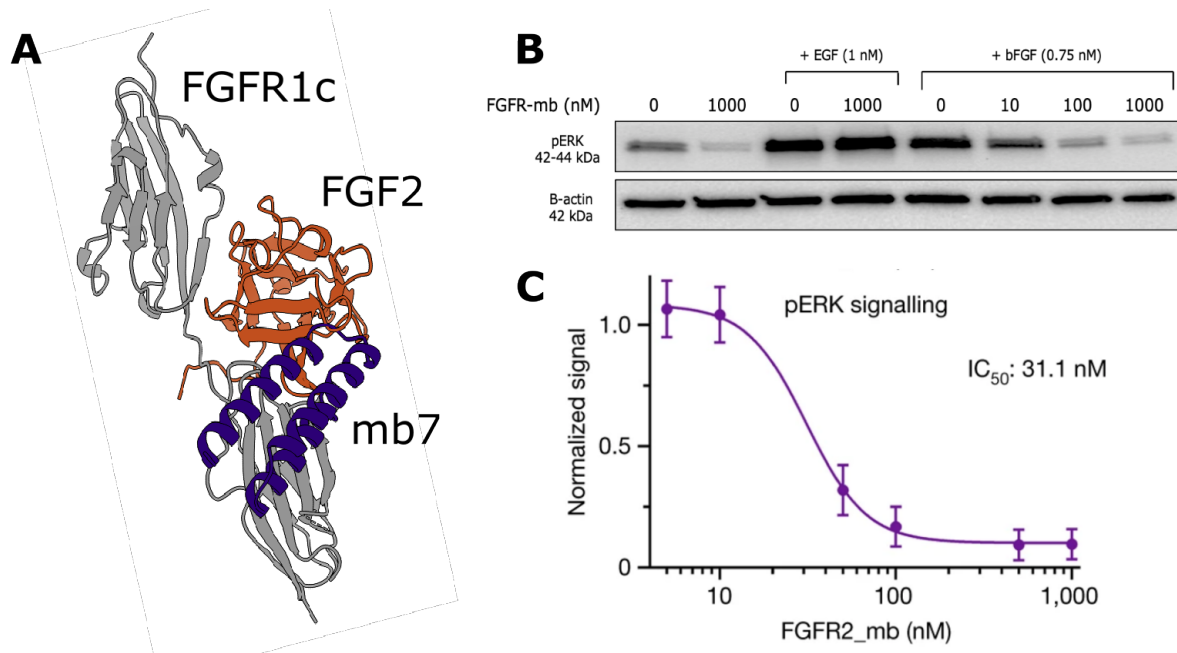 A
FGFR1c
FGF2
mb7
B
+ EGF (1 nM)
+ bFGF (0.75 nM)
FGFR-mb (nM)
0
1000
0
1000
0
10
100
1000
pERK
42-44 kDa
B-actin
42 kDa
C
pERK signalling
IC50: 31.1 nM
Normalized signal
1.0
0.5
0
10
100
1,000
FGFR2_mb (nM)